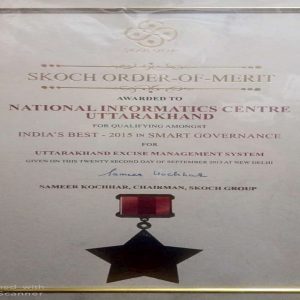 SKOCH ORDER-OF-MERIT
AWARDED TO
NATIONAL INFORMATICS CENTRE
UTTARAKHAND
FOR QUALIFYING AMONGST
INDIA'S BEST - 2015 IN SMART GOVERNANCE
FOR
UTTARAKHAND EXCISE MANAGEMENT SYSTEM
GIVEN ON THIS TWENTY SECOND DAY OF SEPTEMBER 2015 AT NEW DELHI
Sameer Kochhar
SAMEER KOCHHAR, CHAIRMAN, SKOCH GROUP